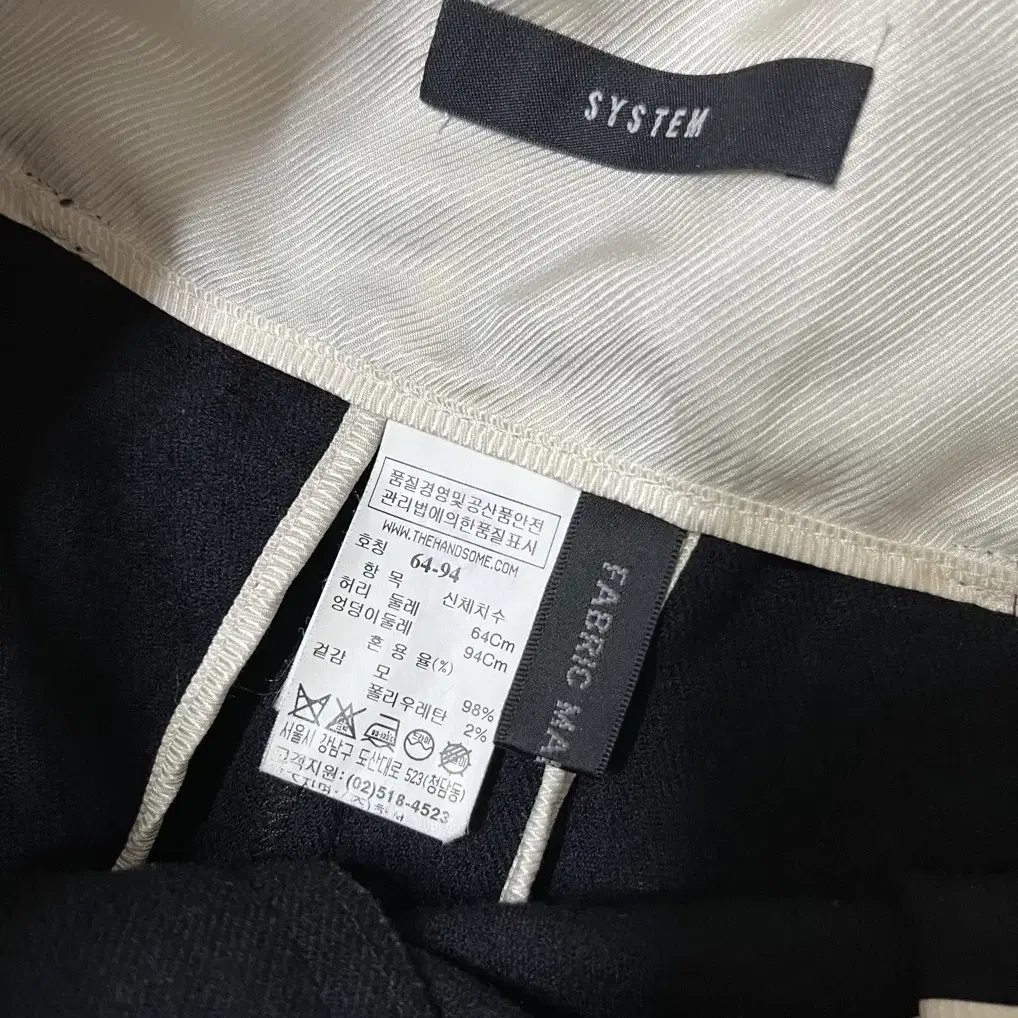 SYSTEM
품질경영및공산품안전
관리법에의한품질표시
WWW.THEHANDSOME.COM
호칭 64-94
항 목 신체치수
허리 둘레 64Cm
엉덩이둘레 94Cm
혼 용 율(%)
겉감
모 98%
폴리우레탄 2%
서울시 강남구 도산대로 523(청담동)
고객지원:(02)518-4523
FABRIC